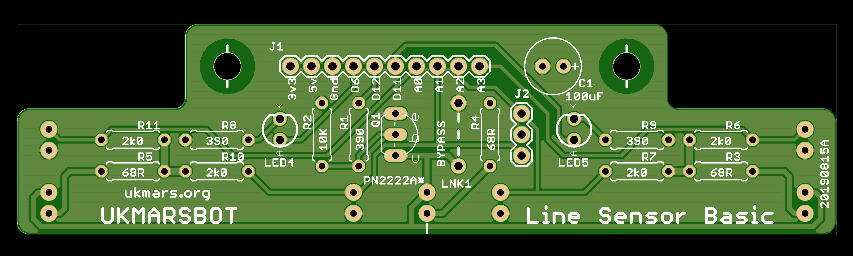 J1
3v3 5v Gnd D6 D12 D11 A0 A1 A2 A3
C1
100uF
J2
R11 R8 R2 10K R1 390 Q1 c b e BYPASS R4 68R R9 R6
2k0 390 390 2k0
R5 R10 LED4 LED5 R7 R3
68R 2k0 PN2222A* LNK1 2k0 68R
ukmars.org
UKMARSBOT Line Sensor Basic
20190815A